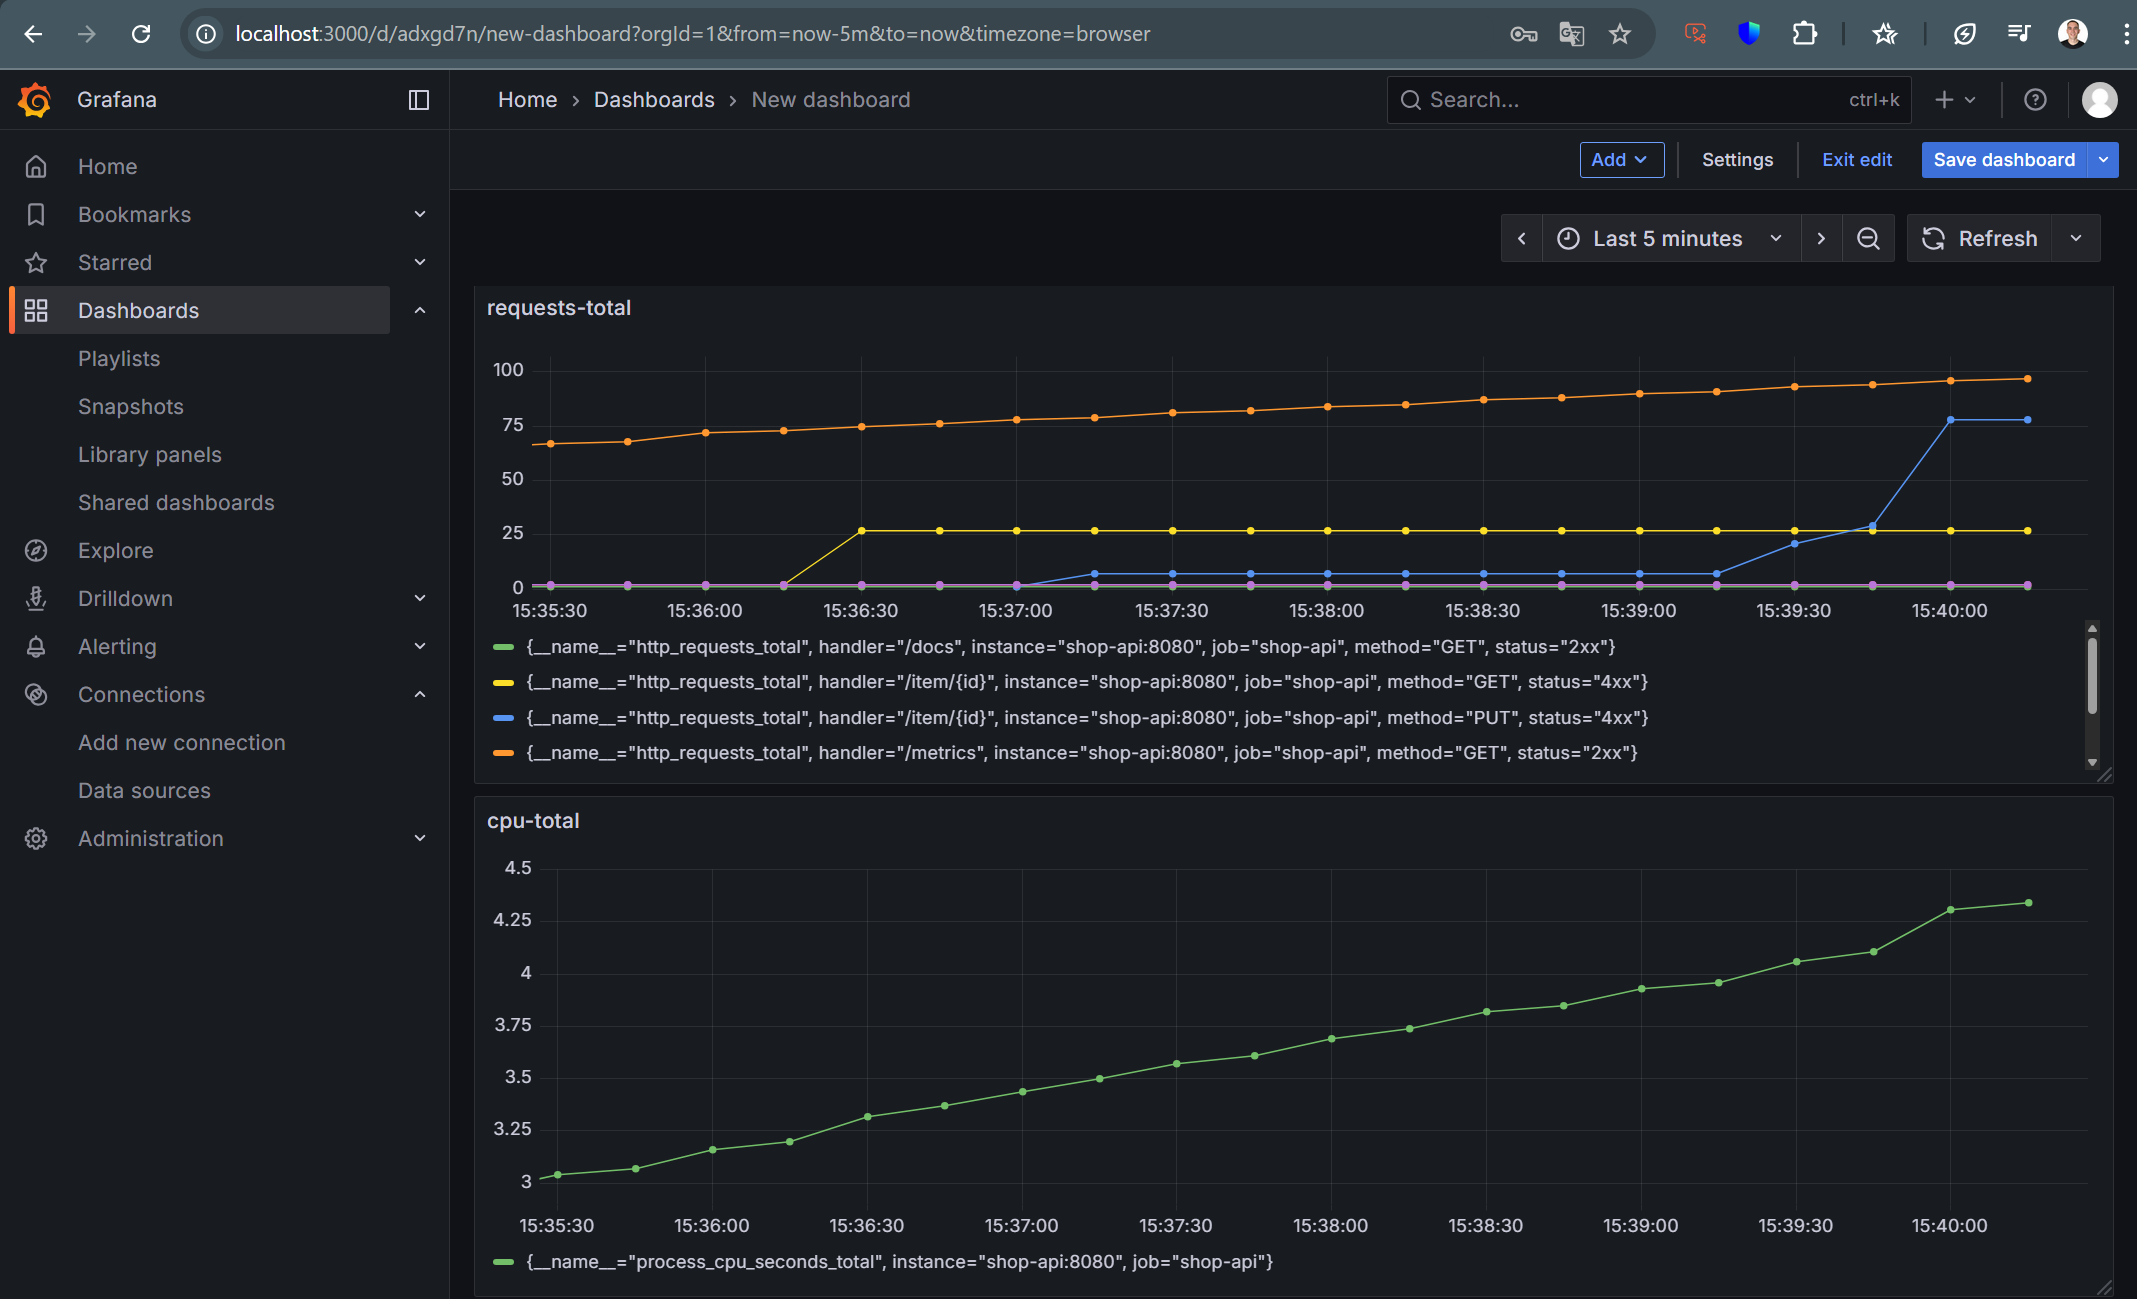 localhost:3000/d/adxgd7n/new-dashboard?orgId=1&from=now-5m&to=now&timezone=browser
Grafana
Home › Dashboards › New dashboard
Search... ctrl+k
Add Settings Exit edit Save dashboard
Home
Bookmarks
Starred
Dashboards
Playlists
Snapshots
Library panels
Shared dashboards
Explore
Drilldown
Alerting
Connections
Add new connection
Data sources
Administration
Last 5 minutes Refresh
requests-total
100
75
50
25
0
15:35:30 15:36:00 15:36:30 15:37:00 15:37:30 15:38:00 15:38:30 15:39:00 15:39:30 15:40:00
{__name__="http_requests_total", handler="/docs", instance="shop-api:8080", job="shop-api", method="GET", status="2xx"}
{__name__="http_requests_total", handler="/item/{id}", instance="shop-api:8080", job="shop-api", method="GET", status="4xx"}
{__name__="http_requests_total", handler="/item/{id}", instance="shop-api:8080", job="shop-api", method="PUT", status="4xx"}
{__name__="http_requests_total", handler="/metrics", instance="shop-api:8080", job="shop-api", method="GET", status="2xx"}
cpu-total
4.5
4.25
4
3.75
3.5
3.25
3
15:35:30 15:36:00 15:36:30 15:37:00 15:37:30 15:38:00 15:38:30 15:39:00 15:39:30 15:40:00
{__name__="process_cpu_seconds_total", instance="shop-api:8080", job="shop-api"}